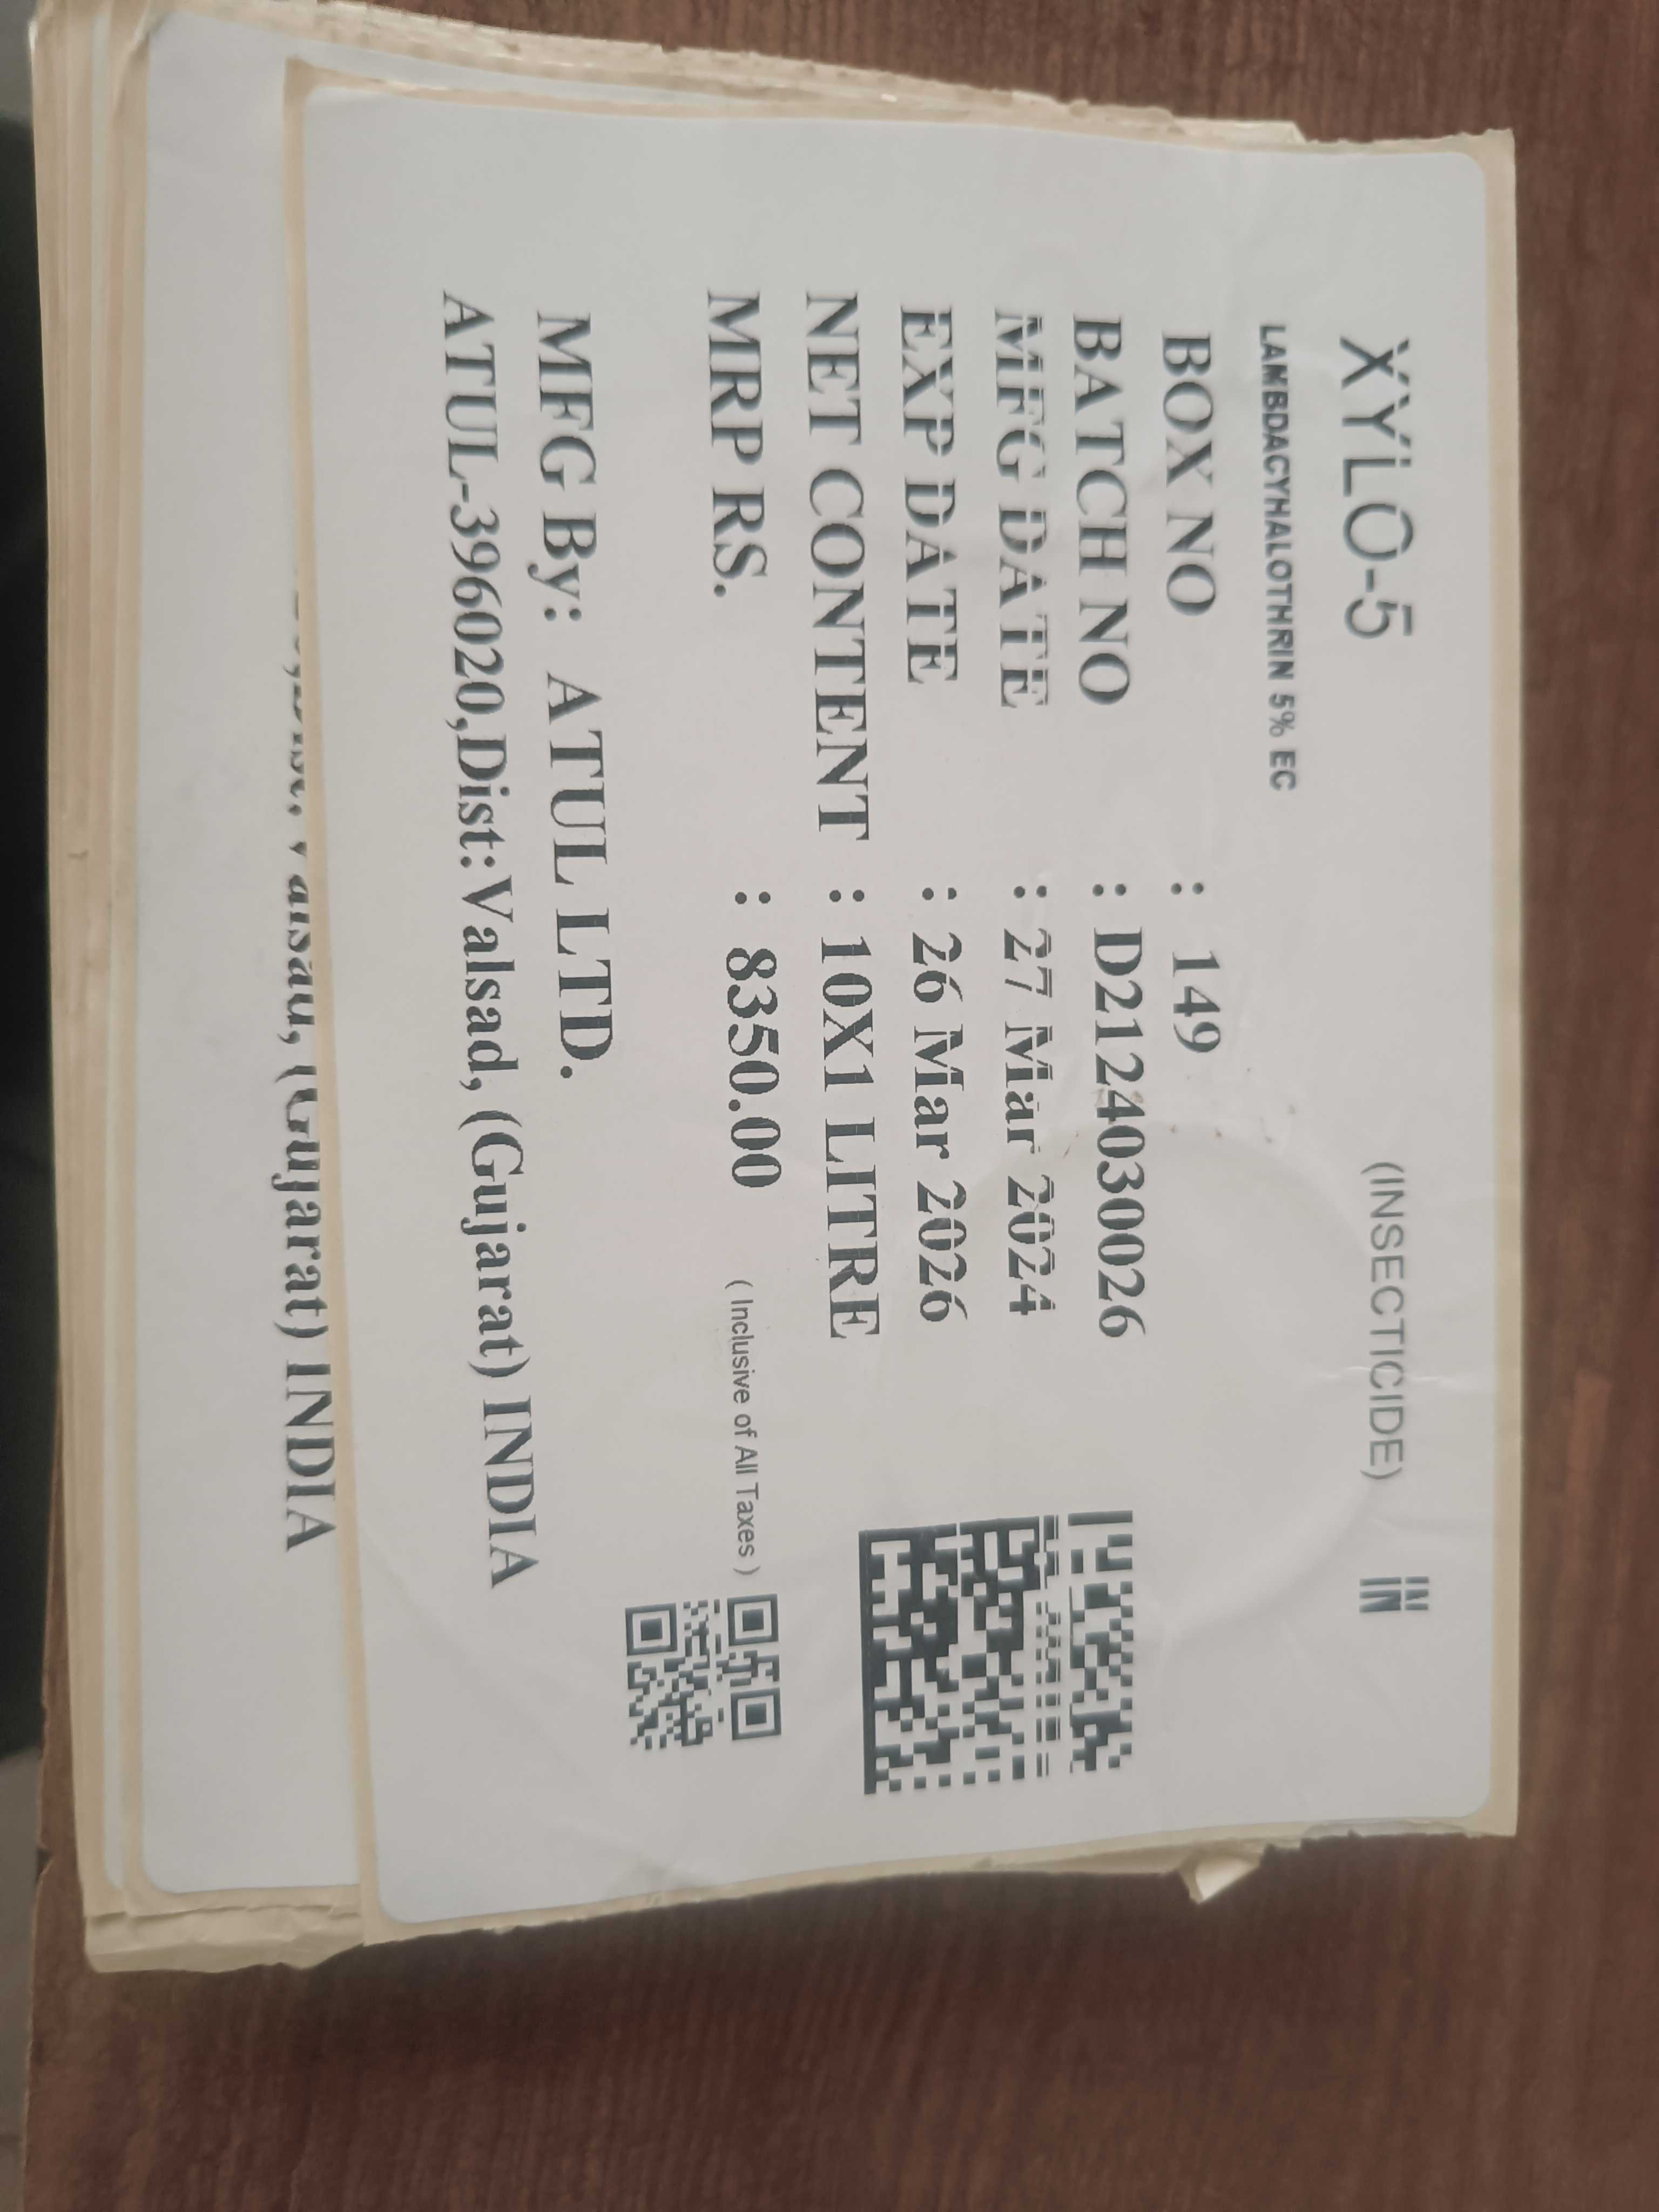 XYLO-5 (INSECTICIDE) IN
LAMBDACYHALOTHRIN 5% EC
BOX NO : 149
BATCH NO : D2124030026
MFG DATE : 27 Mar 2024
EXP DATE : 26 Mar 2026
NET CONTENT : 10X1 LITRE
MRP RS. : 8350.00 ( Inclusive of All Taxes )
MFG By: ATUL LTD.
ATUL-396020,Dist:Valsad, (Gujarat) INDIA
Valsad, (Gujarat) INDIA